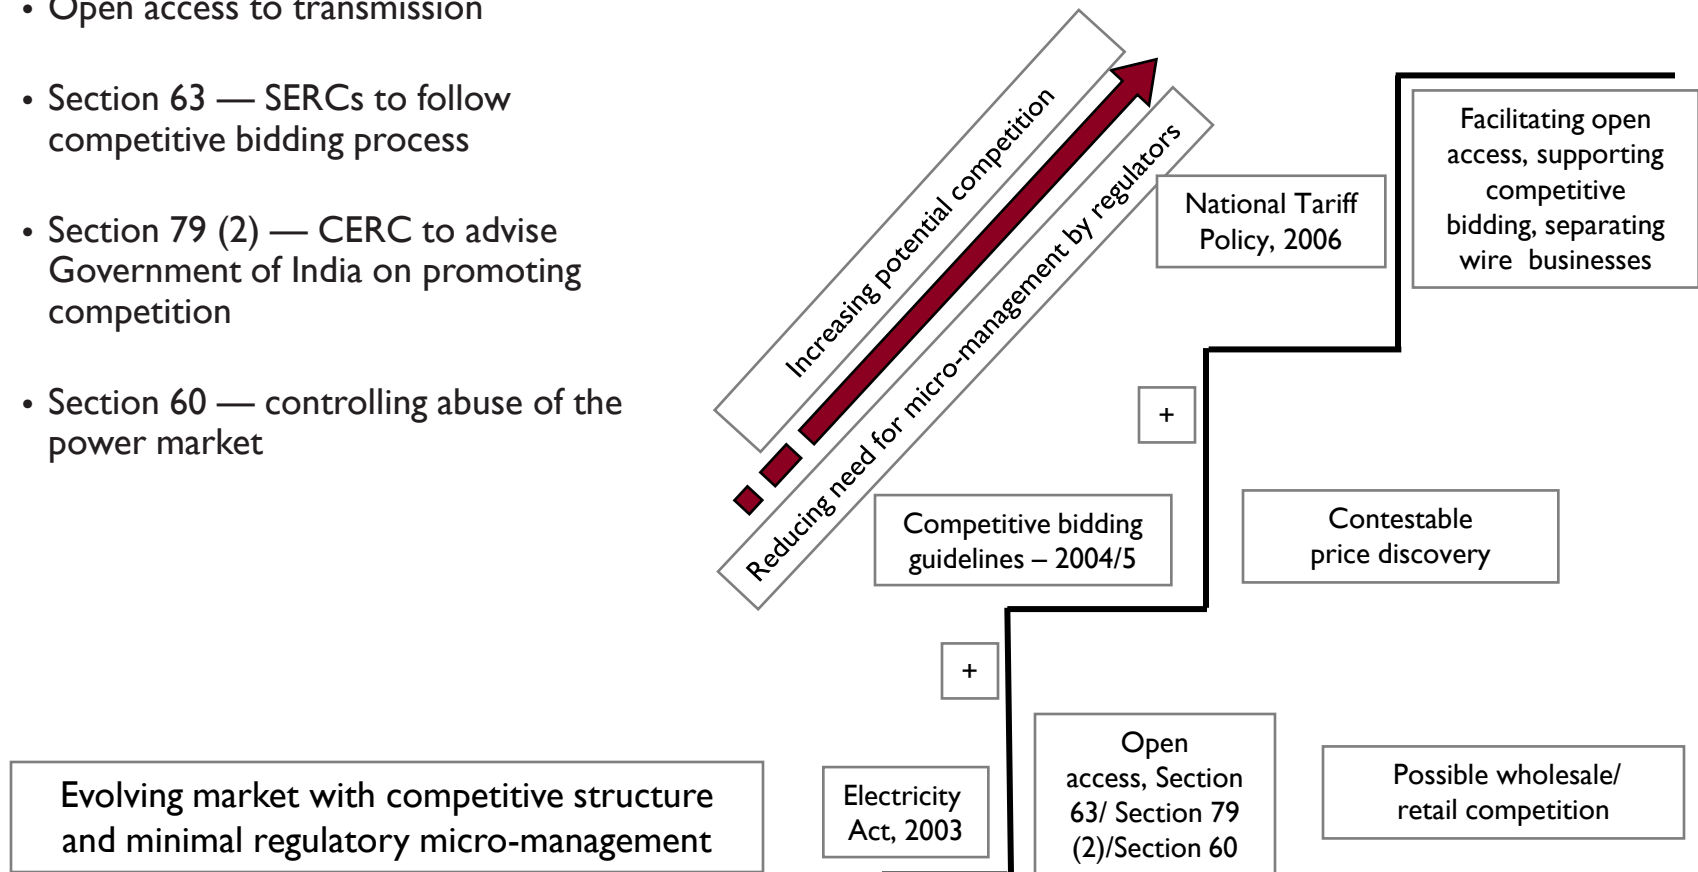 • Open access to transmission
• Section 63 — SERCs to follow
competitive bidding process
• Section 79 (2) — CERC to advise
Government of India on promoting
competition
• Section 60 — controlling abuse of the
power market
Increasing potential competition
Reducing need for micro-management by regulators
National Tariff
Policy, 2006
Facilitating open
access, supporting
competitive
bidding, separating
wire businesses
+
Competitive bidding
guidelines – 2004/5
Contestable
price discovery
+
Evolving market with competitive structure
and minimal regulatory micro-management
Electricity
Act, 2003
Open
access, Section
63/ Section 79
(2)/Section 60
Possible wholesale/
retail competition